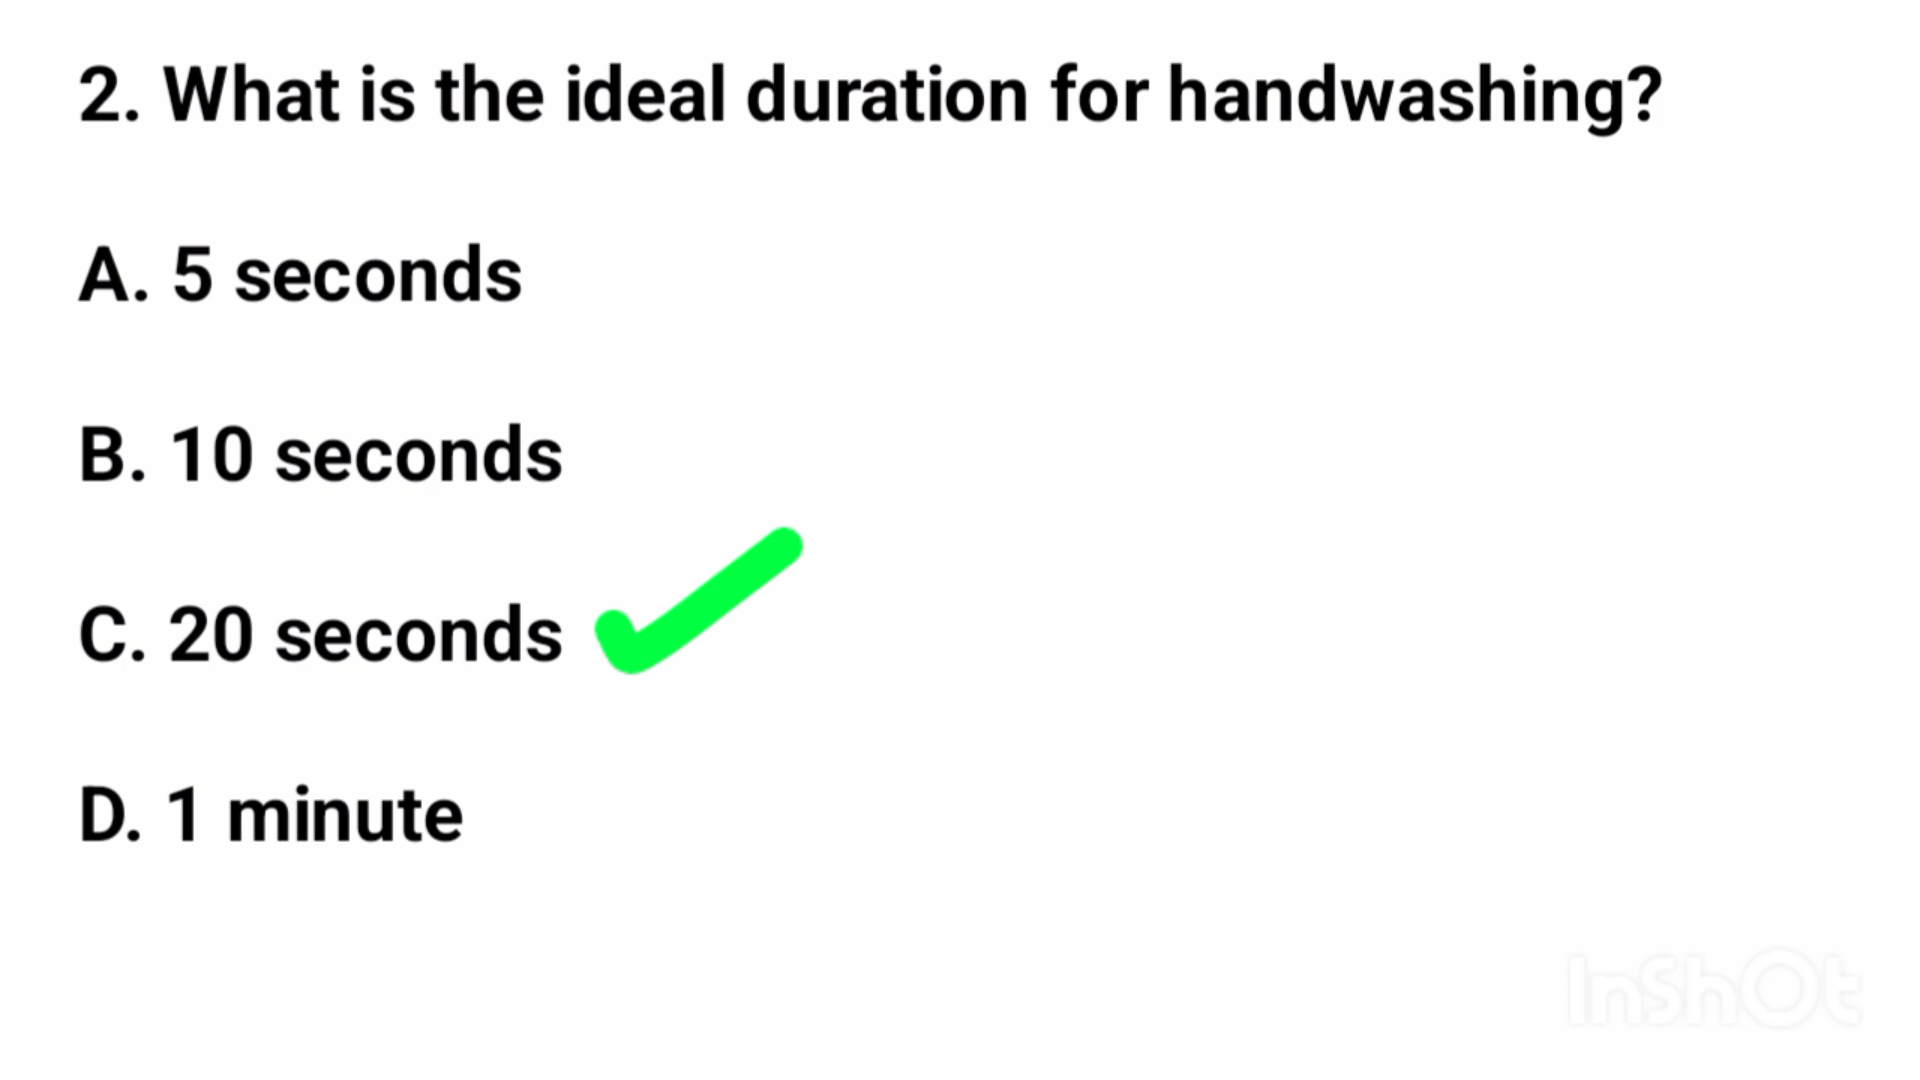 2. What is the ideal duration for handwashing?
A. 5 seconds
B. 10 seconds
C. 20 seconds
D. 1 minute
InShOt